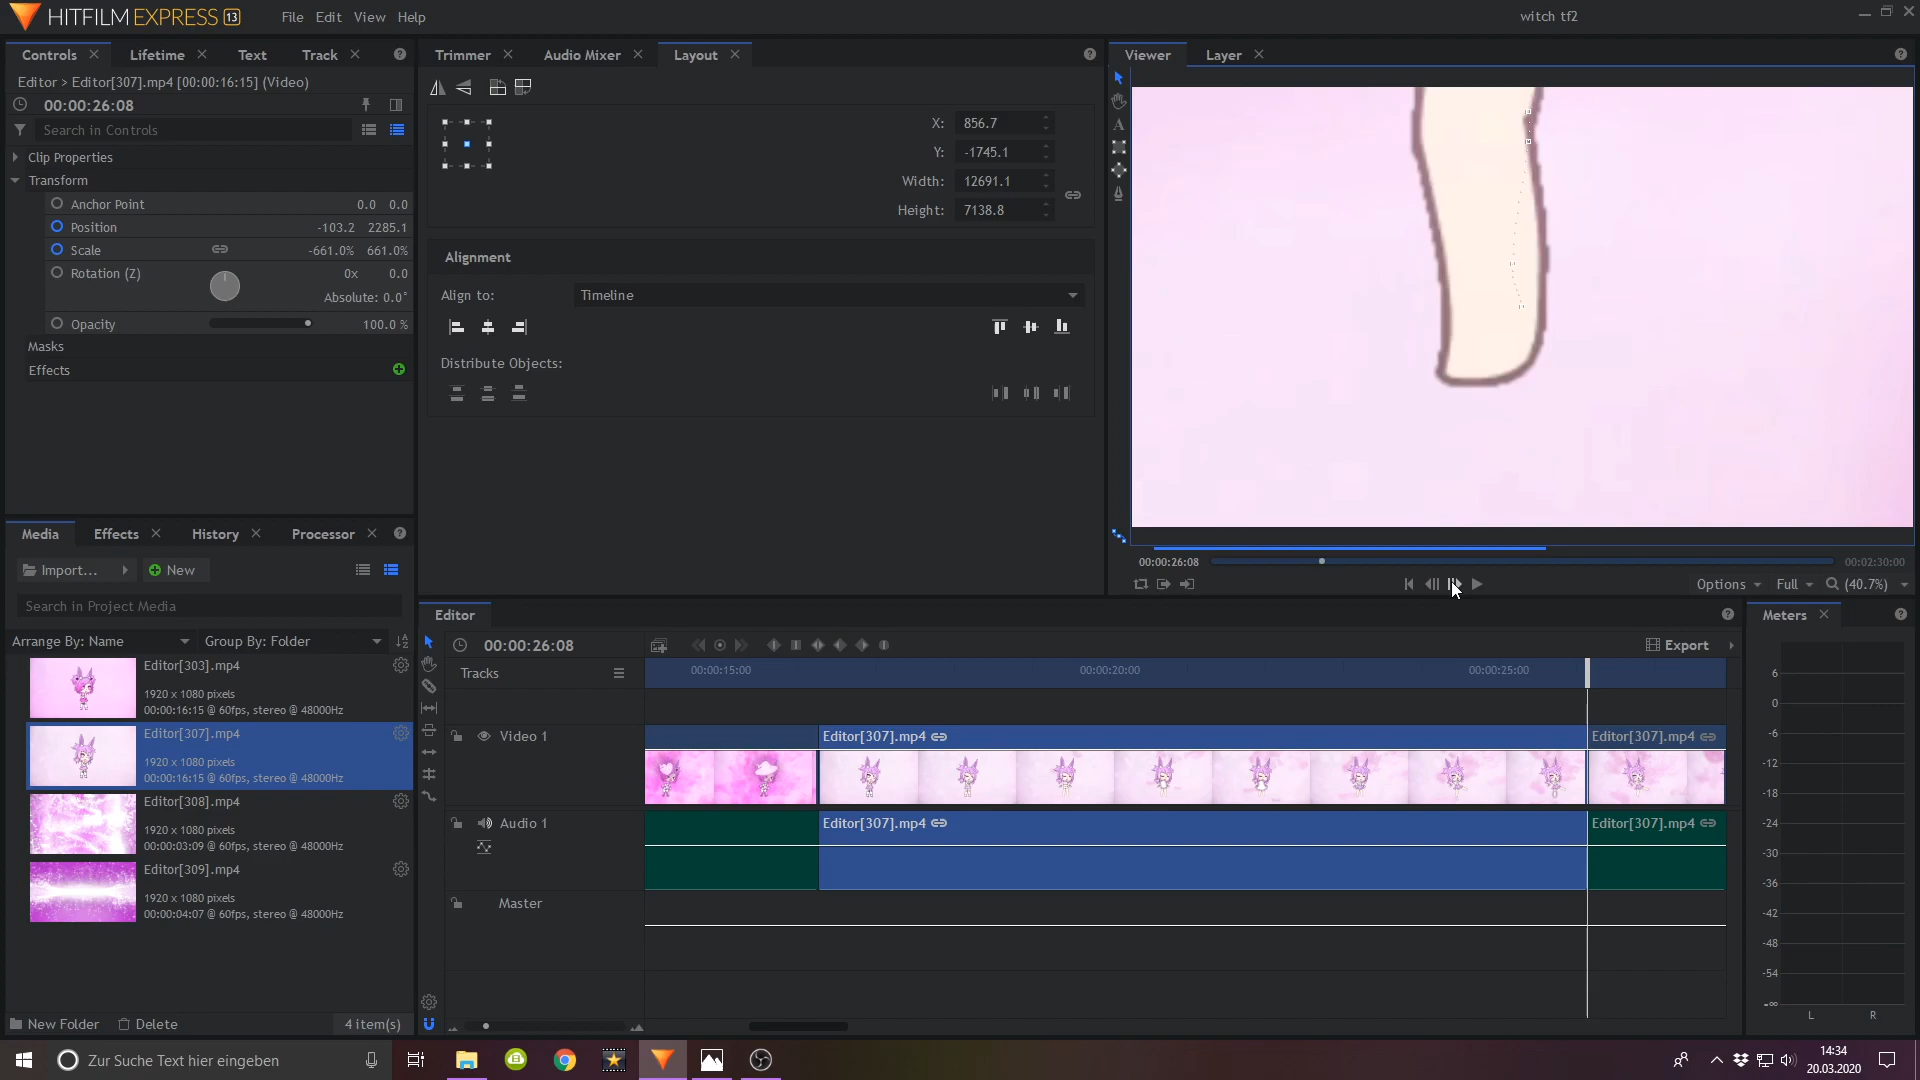 HITFILM EXPRESS 13
File Edit View Help
witch tf2
Controls Lifetime Text Track
Editor > Editor[307].mp4 [00:00:16:15] (Video)
00:00:26:08
Search in Controls
Clip Properties
Transform
Anchor Point 0.0 0.0
Position -103.2 2285.1
Scale -661.0% 661.0%
Rotation (Z) 0x 0.0
Absolute: 0.0°
Opacity 100.0 %
Masks
Effects
Trimmer Audio Mixer Layout
X: 856.7
Y: -1745.1
Width: 12691.1
Height: 7138.8
Alignment
Align to: Timeline
Distribute Objects:
Viewer Layer
00:00:26:08 00:02:30:00
Options Full (40.7%)
Media Effects History Processor
Import... New
Search in Project Media
Arrange By: Name Group By: Folder
Editor[303].mp4
1920 x 1080 pixels
00:00:16:15 @ 60fps, stereo @ 48000Hz
Editor[307].mp4
1920 x 1080 pixels
00:00:16:15 @ 60fps, stereo @ 48000Hz
Editor[308].mp4
1920 x 1080 pixels
00:00:03:09 @ 60fps, stereo @ 48000Hz
Editor[309].mp4
1920 x 1080 pixels
00:00:04:07 @ 60fps, stereo @ 48000Hz
New Folder Delete 4 item(s)
Editor
00:00:26:08
Export
Tracks
00:00:15:00 00:00:20:00 00:00:25:00
Video 1
Editor[307].mp4 Editor[307].mp4
Audio 1
Editor[307].mp4 Editor[307].mp4
Master
Meters
6
0
-6
-12
-18
-24
-30
-36
-42
-48
-54
-∞
L R
Zur Suche Text hier eingeben
14:34
20.03.2020